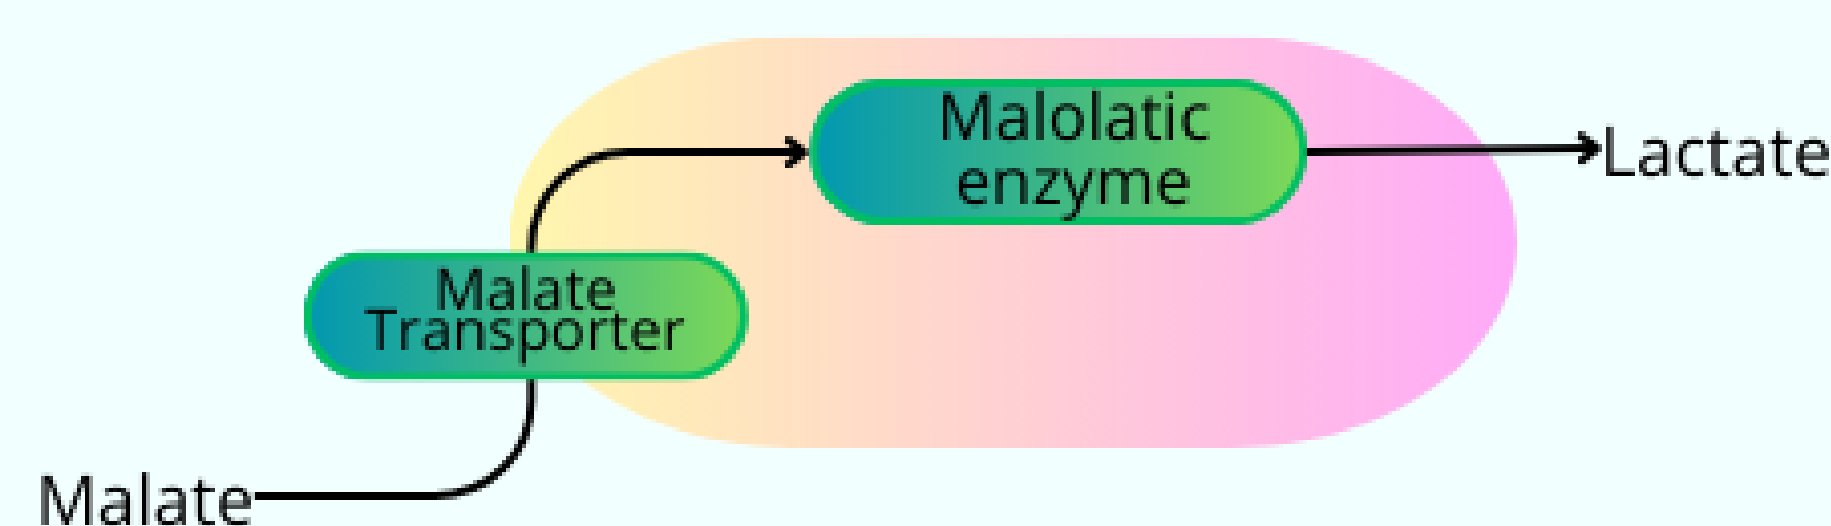 Malolatic
enzyme
Lactate
Malate
Transporter
Malate